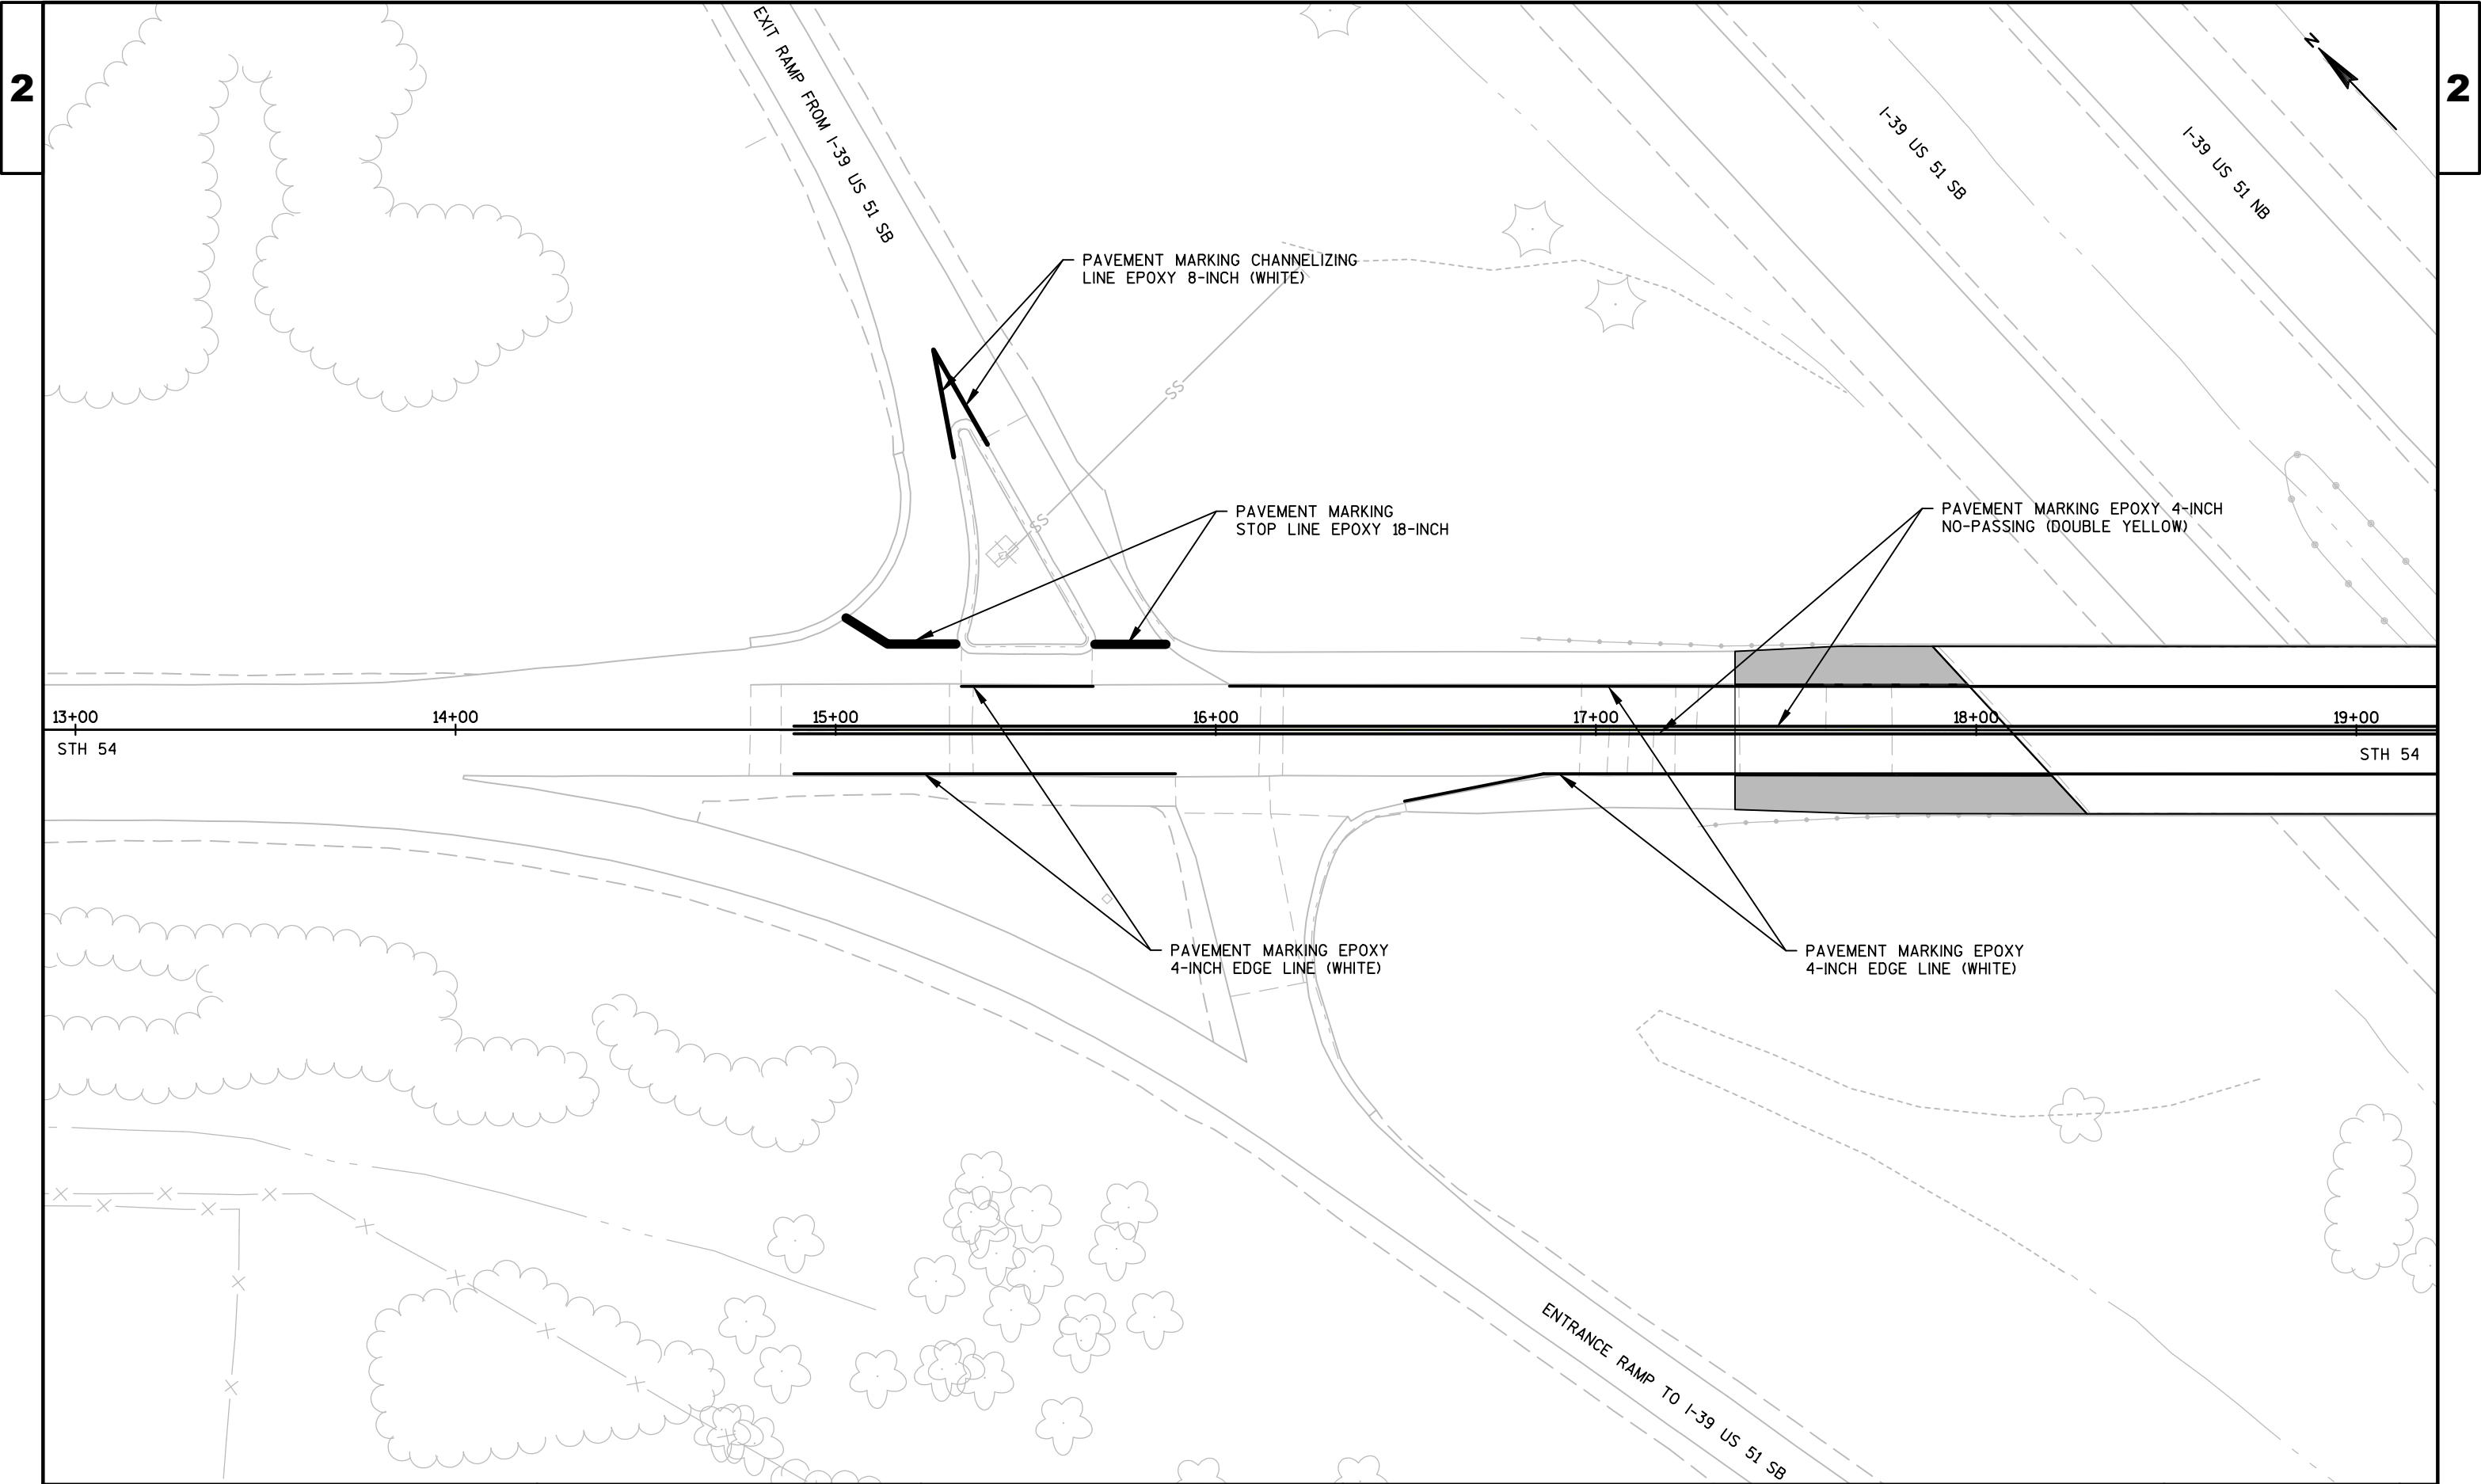 2
2
N
EXIT RAMP FROM I-39 US 51 SB
I-39 US 51 SB
I-39 US 51 NB
PAVEMENT MARKING CHANNELIZING
LINE EPOXY 8-INCH (WHITE)
SS
SS
PAVEMENT MARKING
STOP LINE EPOXY 18-INCH
PAVEMENT MARKING EPOXY 4-INCH
NO-PASSING (DOUBLE YELLOW)
13+00
14+00
15+00
16+00
17+00
18+00
19+00
STH 54
STH 54
PAVEMENT MARKING EPOXY
4-INCH EDGE LINE (WHITE)
PAVEMENT MARKING EPOXY
4-INCH EDGE LINE (WHITE)
ENTRANCE RAMP TO I-39 US 51 SB